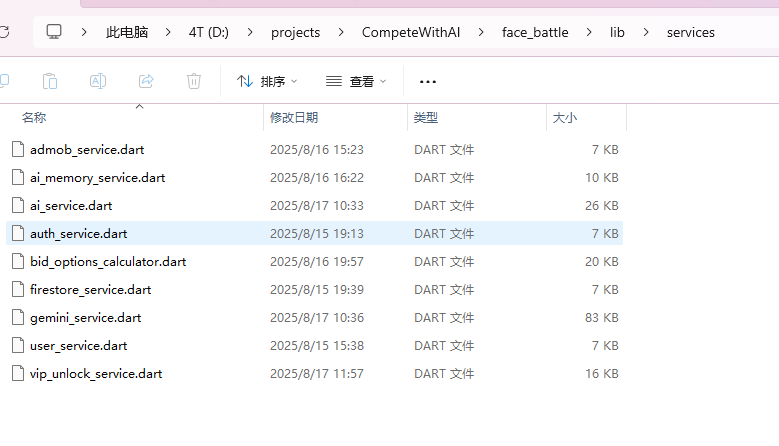 此电脑 > 4T (D:) > projects > CompeteWithAI > face_battle > lib > services
排序 查看 ...
名称 修改日期 类型 大小
admob_service.dart 2025/8/16 15:23 DART 文件 7 KB
ai_memory_service.dart 2025/8/16 16:22 DART 文件 10 KB
ai_service.dart 2025/8/17 10:33 DART 文件 26 KB
auth_service.dart 2025/8/15 19:13 DART 文件 7 KB
bid_options_calculator.dart 2025/8/16 19:57 DART 文件 20 KB
firestore_service.dart 2025/8/15 19:39 DART 文件 7 KB
gemini_service.dart 2025/8/17 10:36 DART 文件 83 KB
user_service.dart 2025/8/15 15:38 DART 文件 7 KB
vip_unlock_service.dart 2025/8/17 11:57 DART 文件 16 KB